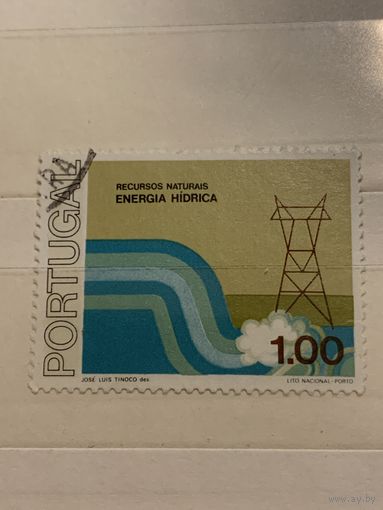 PORTUGAL
RECURSOS NATURAIS
ENERGIA HÍDRICA
1.00
JOSÉ LUIS TINOCO des.
LITO NACIONAL-PORTO
www.ay.by